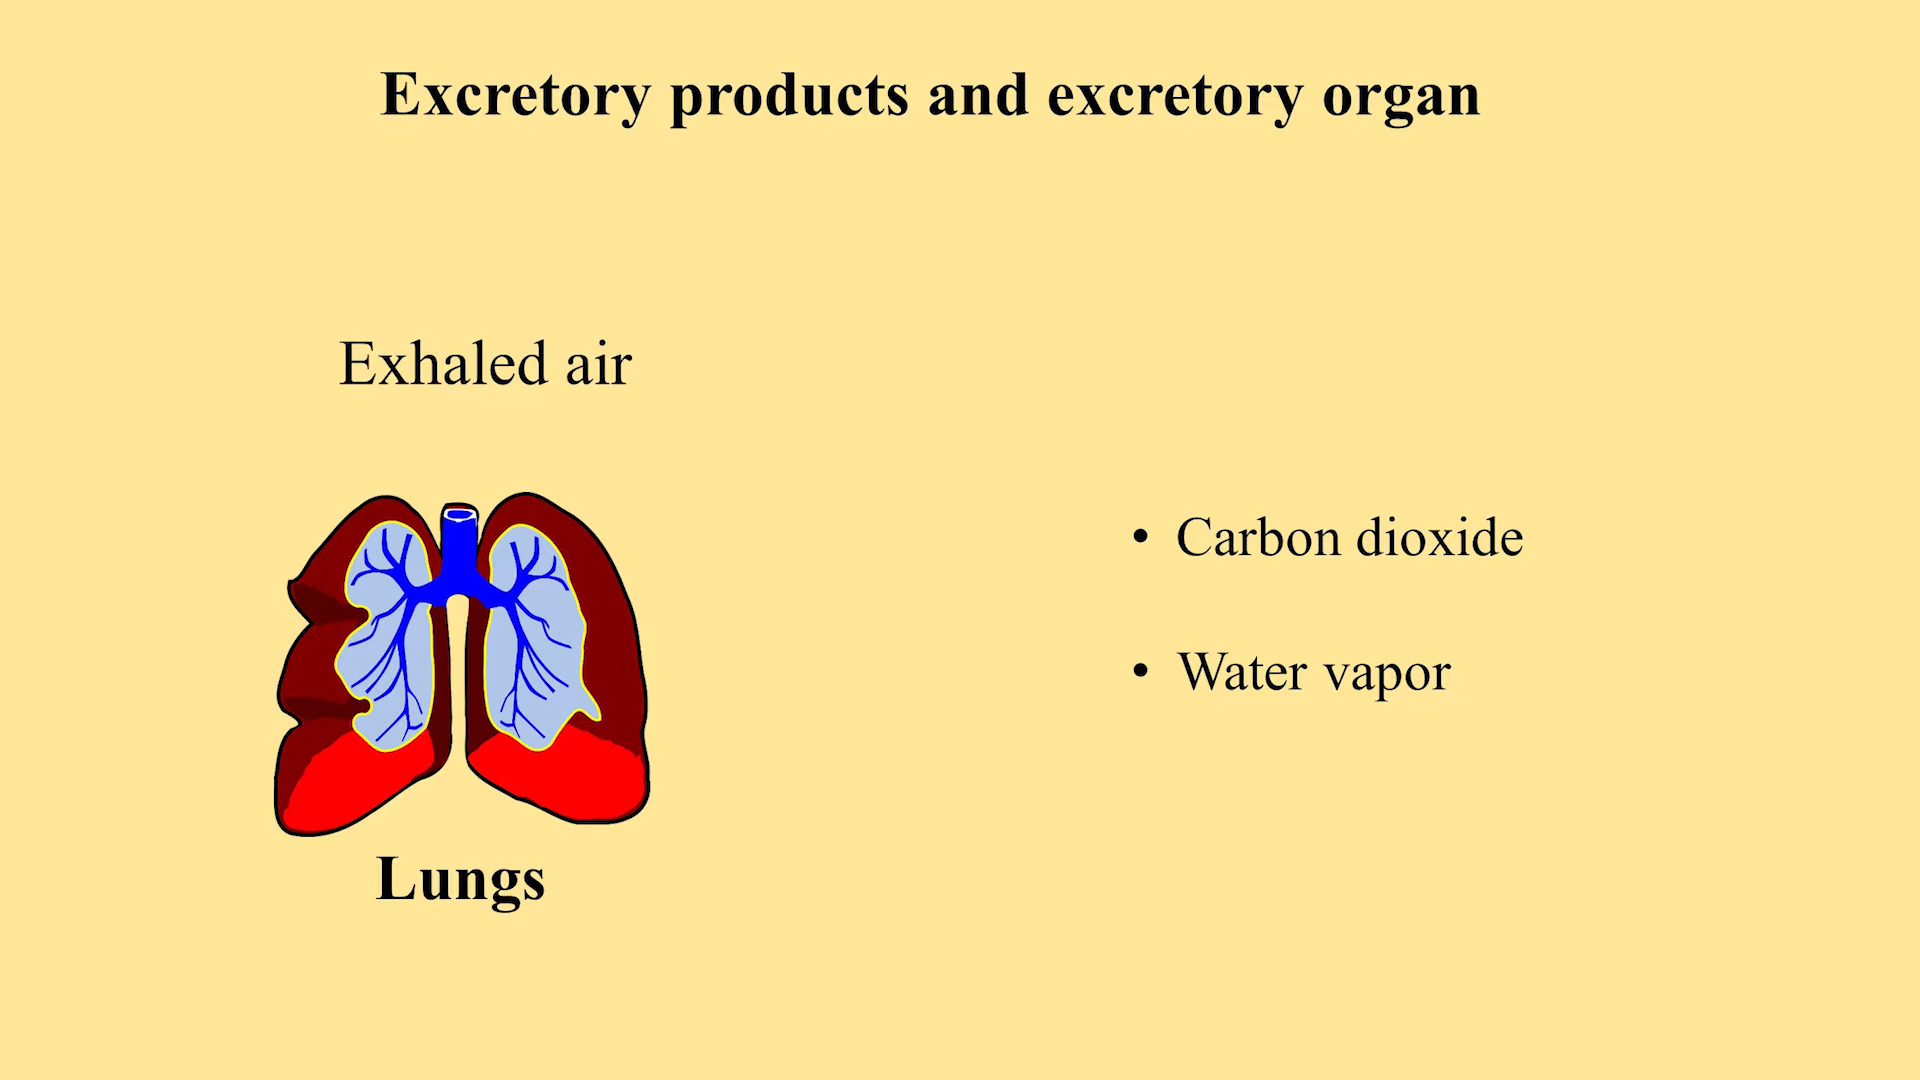 Excretory products and excretory organ
Exhaled air
Lungs
• Carbon dioxide
• Water vapor